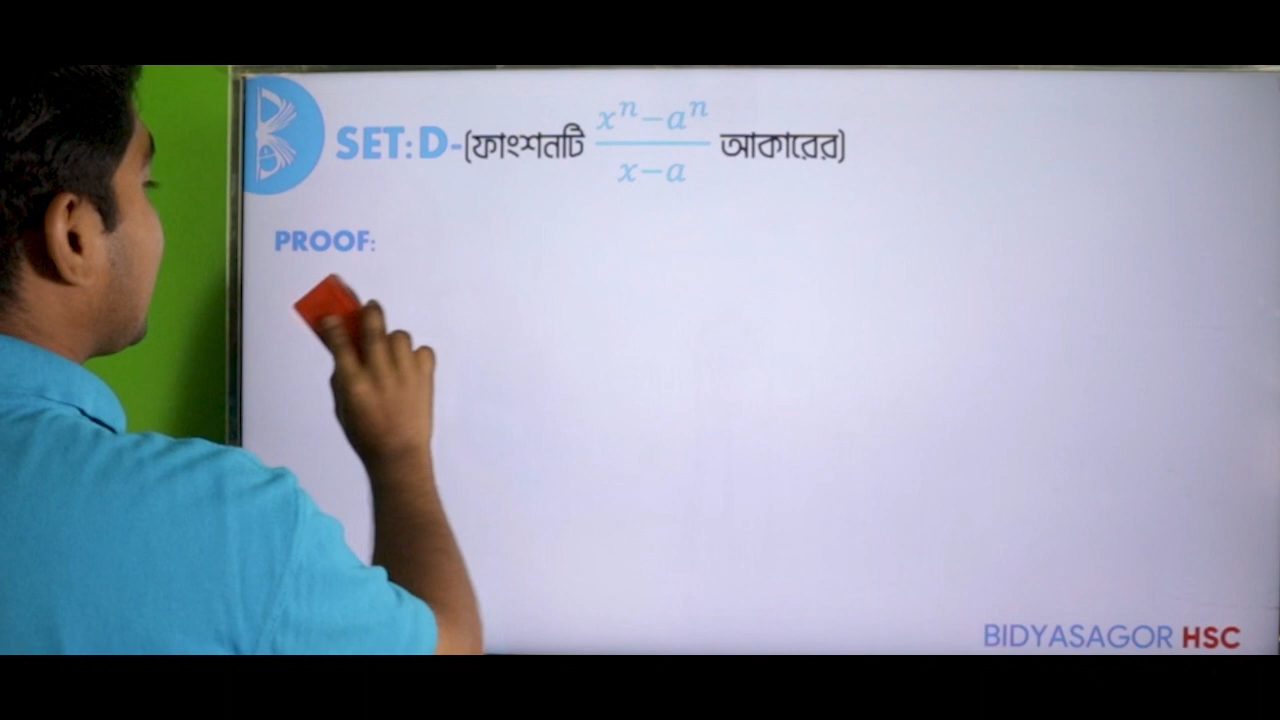 SET:D-(ফাংশনটি \frac{x^n-a^n}{x-a} আকারের)
PROOF:
BIDYASAGOR HSC